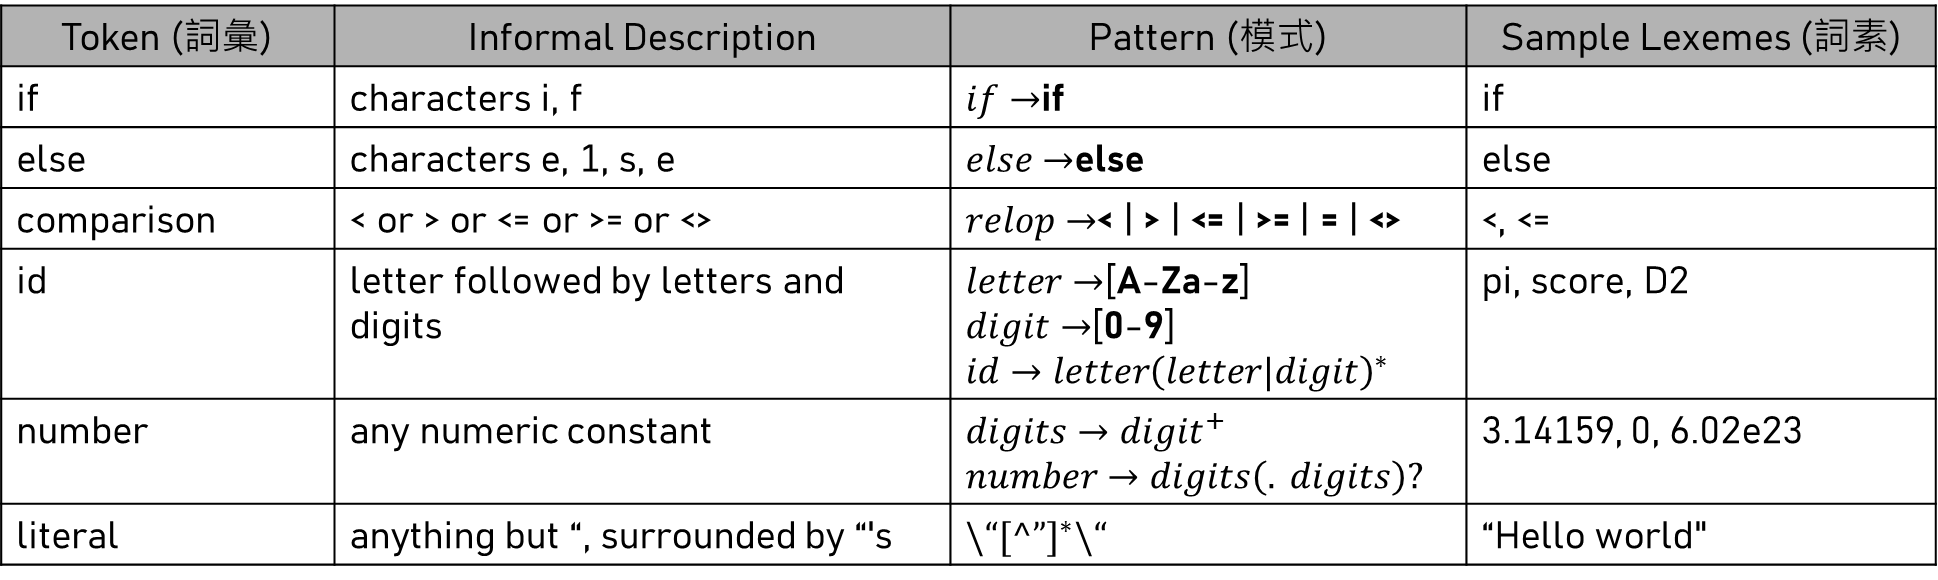 Token (詞彙) Informal Description Pattern (模式) Sample Lexemes (詞素)
if characters i, f if →if if
else characters e, 1, s, e else →else else
comparison < or > or <= or >= or <> relop →< | > | <= | >= | = | <> <, <=
id letter followed by letters and letter →[A-Za-z] pi, score, D2
digits digit →[0-9]
id → letter(letter|digit)*
number any numeric constant digits → digit⁺ 3.14159, 0, 6.02e23
number → digits(. digits)?
literal anything but “, surrounded by “'s \“[^”]*\“ “Hello world"